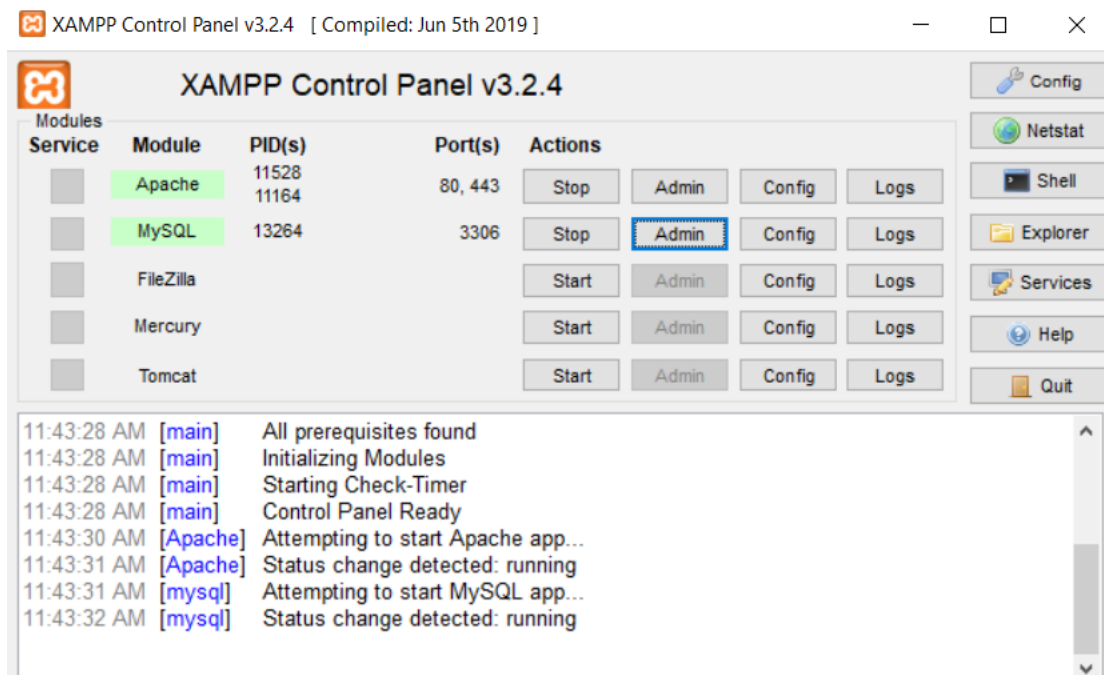 XAMPP Control Panel v3.2.4 [ Compiled: Jun 5th 2019 ]
XAMPP Control Panel v3.2.4
Config
Modules
Service Module PID(s) Port(s) Actions
Netstat
Apache 11528 11164 80, 443 Stop Admin Config Logs
Shell
MySQL 13264 3306 Stop Admin Config Logs
Explorer
FileZilla Start Admin Config Logs
Services
Mercury Start Admin Config Logs
Help
Tomcat Start Admin Config Logs
Quit
11:43:28 AM [main] All prerequisites found
11:43:28 AM [main] Initializing Modules
11:43:28 AM [main] Starting Check-Timer
11:43:28 AM [main] Control Panel Ready
11:43:30 AM [Apache] Attempting to start Apache app...
11:43:31 AM [Apache] Status change detected: running
11:43:31 AM [mysql] Attempting to start MySQL app...
11:43:32 AM [mysql] Status change detected: running